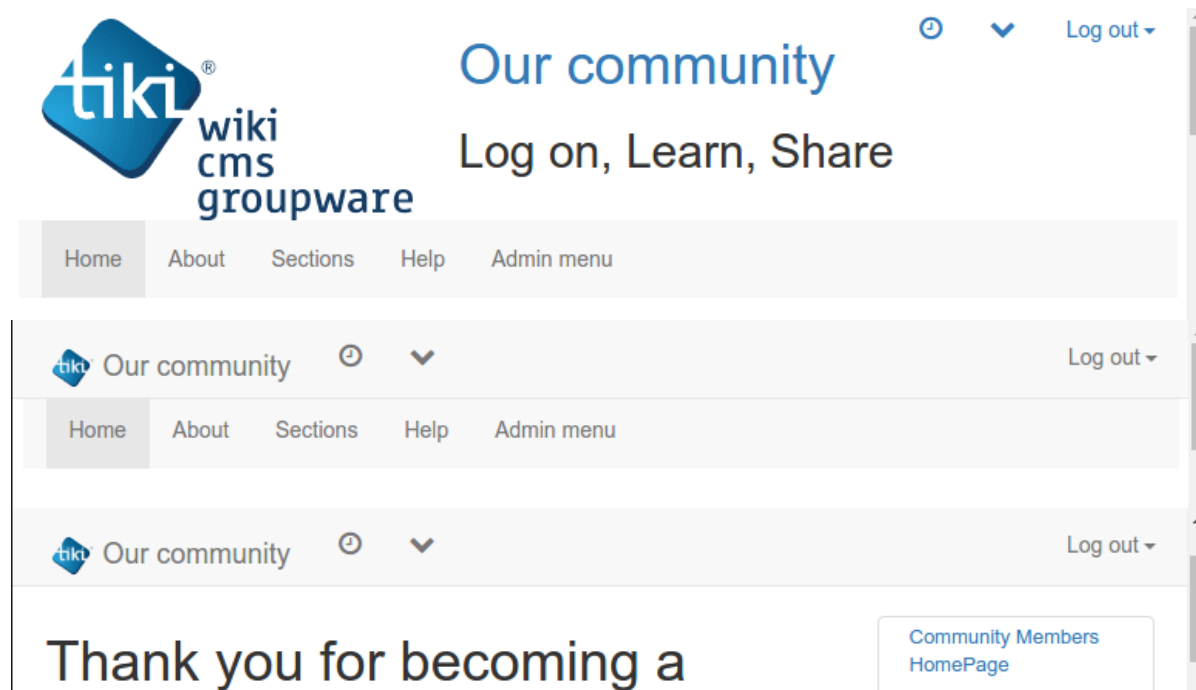 Our community Log out
tiki® wiki cms groupware
Log on, Learn, Share
Home About Sections Help Admin menu
tiki Our community Log out
Home About Sections Help Admin menu
tiki Our community Log out
Thank you for becoming a
Community Members
HomePage